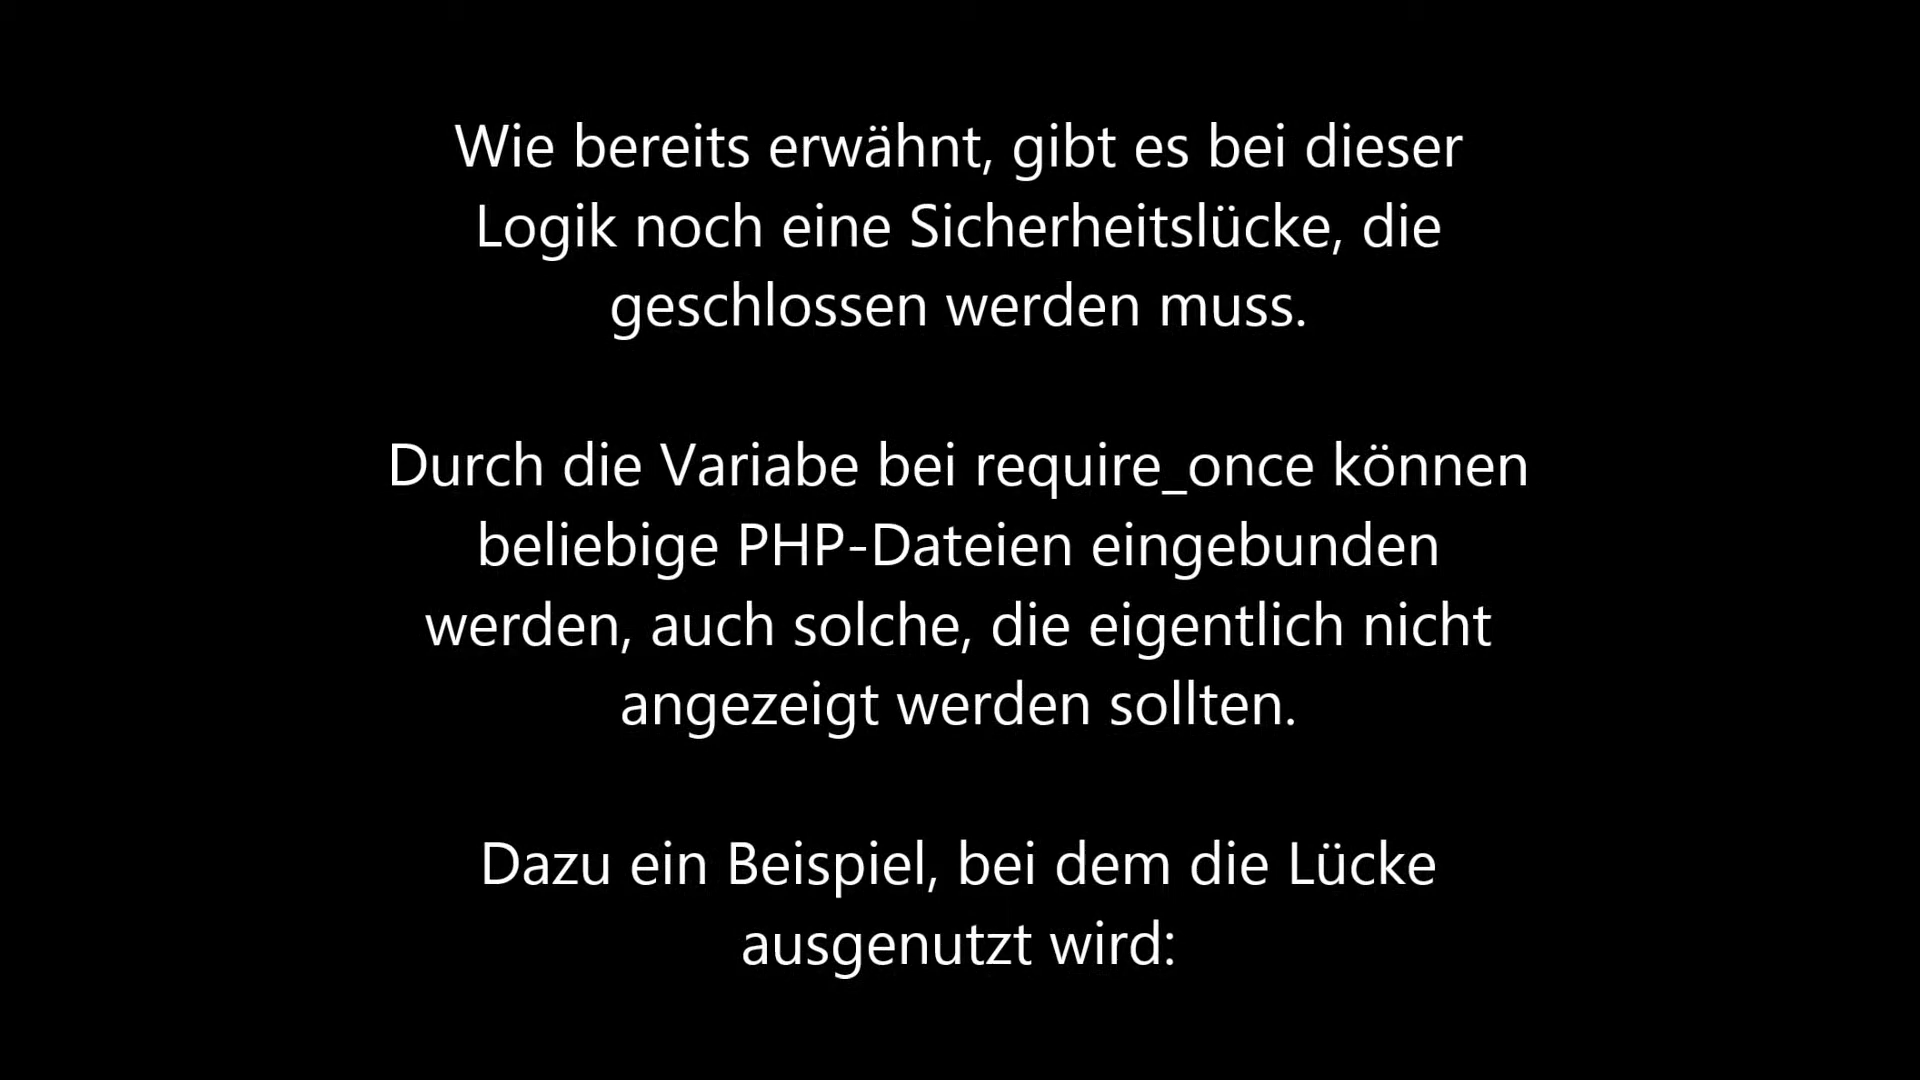 Wie bereits erwähnt, gibt es bei dieser
Logik noch eine Sicherheitslücke, die
geschlossen werden muss.
Durch die Variabe bei require_once können
beliebige PHP-Dateien eingebunden
werden, auch solche, die eigentlich nicht
angezeigt werden sollten.
Dazu ein Beispiel, bei dem die Lücke
ausgenutzt wird: